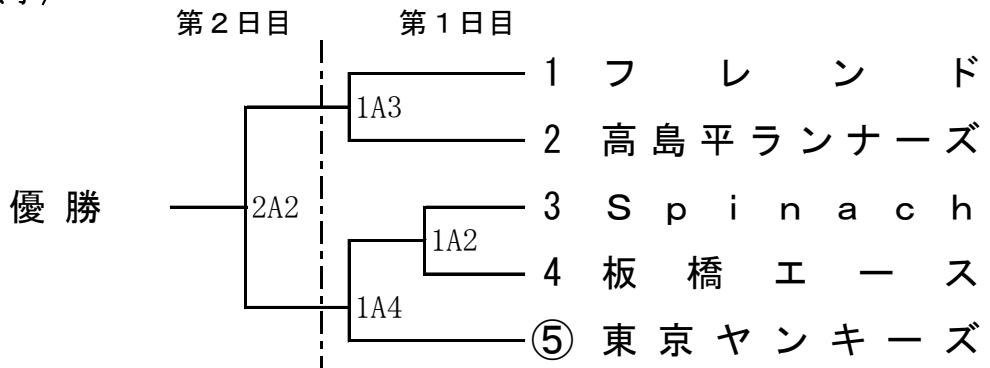 第2日目 第1日目
1 フレンド
1A3
2 高島平ランナーズ
優勝 2A2 3 Spinach
1A2
4 板橋エース
1A4
⑤ 東京ヤンキーズ